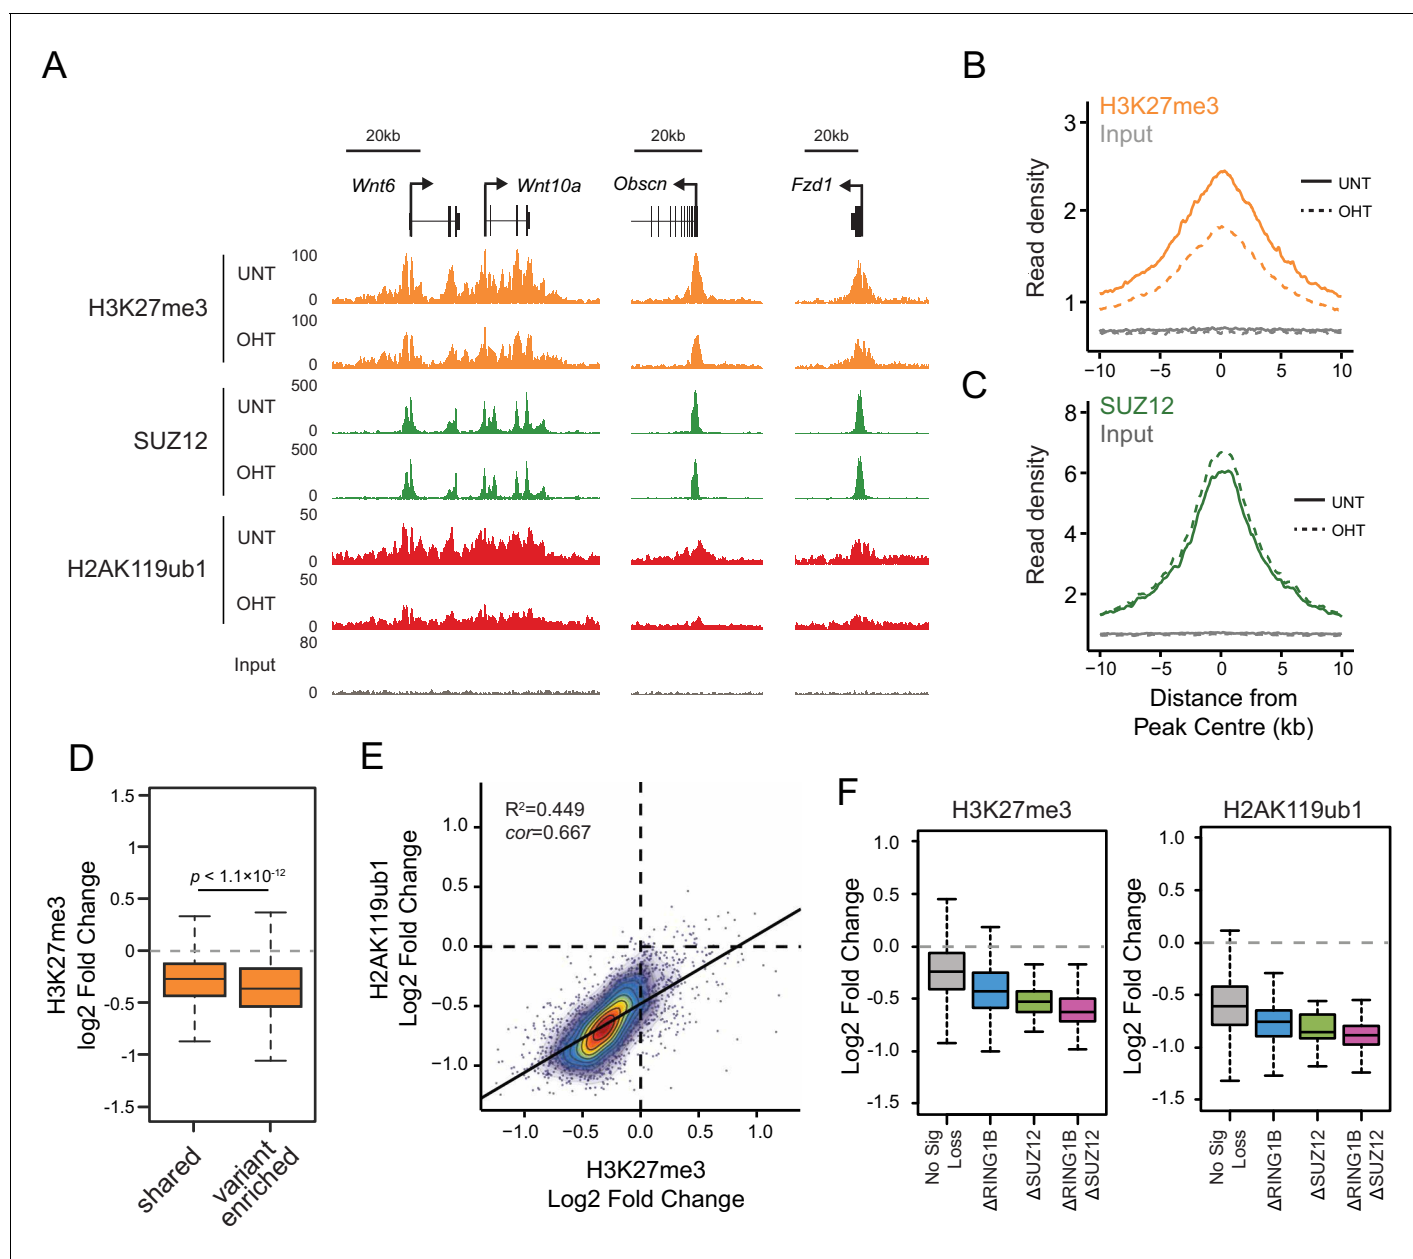 A
20kb
20kb
20kb
Wnt6
Wnt10a
Obscn
Fzd1
H3K27me3
UNT
100
0
OHT
100
0
SUZ12
UNT
500
0
OHT
500
0
H2AK119ub1
UNT
50
0
OHT
50
0
Input
80
0
B
H3K27me3
Input
Read density
3
2
1
UNT
OHT
−10 −5 0 5 10
C
SUZ12
Input
Read density
8
6
4
2
UNT
OHT
−10 −5 0 5 10
Distance from
Peak Centre (kb)
D
H3K27me3
log2 Fold Change
1.5
1
0.5
0
-0.5
-1
-1.5
p < 1.1×10-12
shared
variant
enriched
E
H2AK119ub1
Log2 Fold Change
1.0
0.5
0.0
−0.5
−1.0
R2=0.449
cor=0.667
−1.0 −0.5 0.0 0.5 1.0
H3K27me3
Log2 Fold Change
F
H3K27me3
Log2 Fold Change
1.0
0.5
0.0
-0.5
-1.0
-1.5
No Sig
Loss
ΔRING1B
ΔSUZ12
ΔRING1B
ΔSUZ12
H2AK119ub1
Log2 Fold Change
1.0
0.5
0.0
-0.5
-1.0
-1.5
No Sig
Loss
ΔRING1B
ΔSUZ12
ΔRING1B
ΔSUZ12